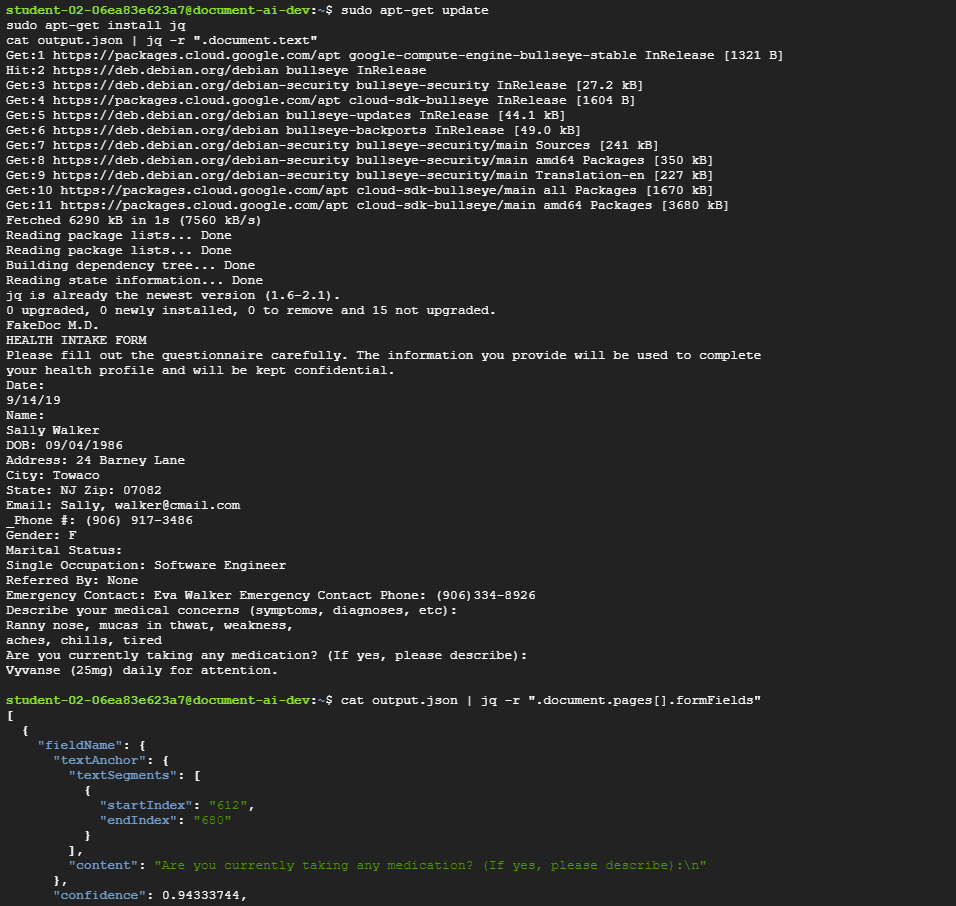 student-02-06ea83e623a7@document-ai-dev:~$ sudo apt-get update
sudo apt-get install jq
cat output.json | jq -r ".document.text"
Get:1 https://packages.cloud.google.com/apt google-compute-engine-bullseye-stable InRelease [1321 B]
Hit:2 https://deb.debian.org/debian bullseye InRelease
Get:3 https://deb.debian.org/debian-security bullseye-security InRelease [27.2 kB]
Get:4 https://packages.cloud.google.com/apt cloud-sdk-bullseye InRelease [1604 B]
Get:5 https://deb.debian.org/debian bullseye-updates InRelease [44.1 kB]
Get:6 https://deb.debian.org/debian bullseye-backports InRelease [49.0 kB]
Get:7 https://deb.debian.org/debian-security bullseye-security/main Sources [241 kB]
Get:8 https://deb.debian.org/debian-security bullseye-security/main amd64 Packages [350 kB]
Get:9 https://deb.debian.org/debian-security bullseye-security/main Translation-en [227 kB]
Get:10 https://packages.cloud.google.com/apt cloud-sdk-bullseye/main all Packages [1670 kB]
Get:11 https://packages.cloud.google.com/apt cloud-sdk-bullseye/main amd64 Packages [3680 kB]
Fetched 6290 kB in 1s (7560 kB/s)
Reading package lists... Done
Reading package lists... Done
Building dependency tree... Done
Reading state information... Done
jq is already the newest version (1.6-2.1).
0 upgraded, 0 newly installed, 0 to remove and 15 not upgraded.
FakeDoc M.D.
HEALTH INTAKE FORM
Please fill out the questionnaire carefully. The information you provide will be used to complete
your health profile and will be kept confidential.
Date:
9/14/19
Name:
Sally Walker
DOB: 09/04/1986
Address: 24 Barney Lane
City: Towaco
State: NJ Zip: 07082
Email: Sally, walker@cmail.com
_Phone #: (906) 917-3486
Gender: F
Marital Status:
Single Occupation: Software Engineer
Referred By: None
Emergency Contact: Eva Walker Emergency Contact Phone: (906)334-8926
Describe your medical concerns (symptoms, diagnoses, etc):
Ranny nose, mucas in thwat, weakness,
aches, chills, tired
Are you currently taking any medication? (If yes, please describe):
Vyvanse (25mg) daily for attention.
student-02-06ea83e623a7@document-ai-dev:~$ cat output.json | jq -r ".document.pages[].formFields"
[
{
"fieldName": {
"textAnchor": {
"textSegments": [
{
"startIndex": "612",
"endIndex": "680"
}
],
"content": "Are you currently taking any medication? (If yes, please describe):\n"
},
"confidence": 0.94333744,